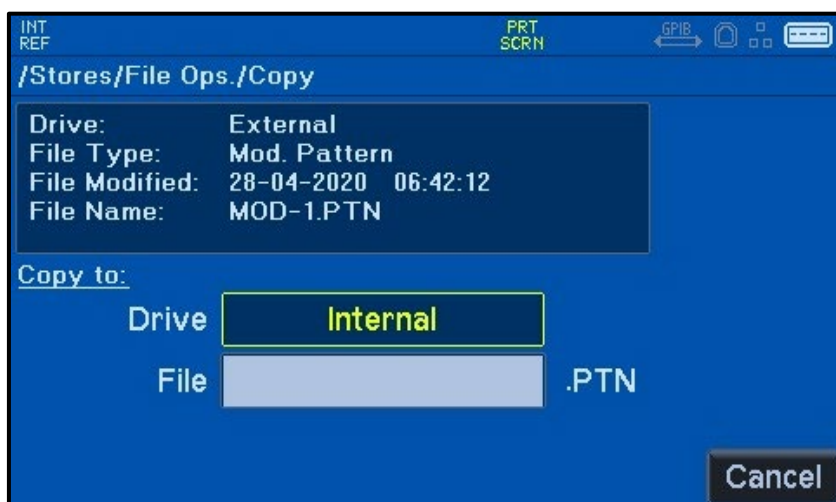 INT
REF
PRT
SCRN
GPIB
/Stores/File Ops./Copy
Drive: External
File Type: Mod. Pattern
File Modified: 28-04-2020 06:42:12
File Name: MOD-1.PTN
Copy to:
Drive Internal
File .PTN
Cancel